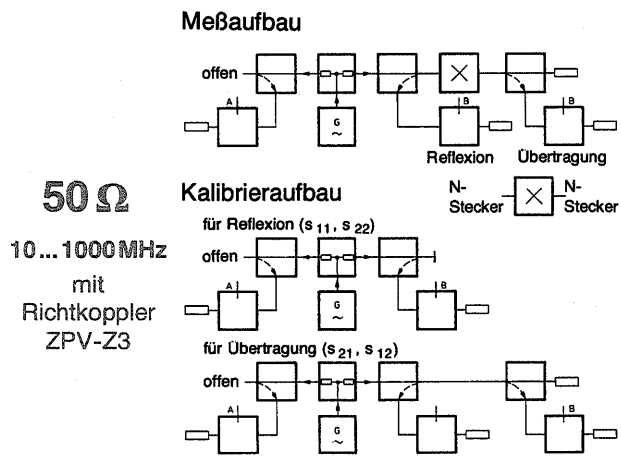 Meßaufbau
offen
A
G
~
B
B
Reflexion
Übertragung
50 Ω
10...1000 MHz
mit
Richtkoppler
ZPV-Z3
Kalibrieraufbau
N-
Stecker
N-
Stecker
für Reflexion (s 11, s 22)
offen
A
G
~
B
für Übertragung (s 21, s 12)
offen
A
G
~
B